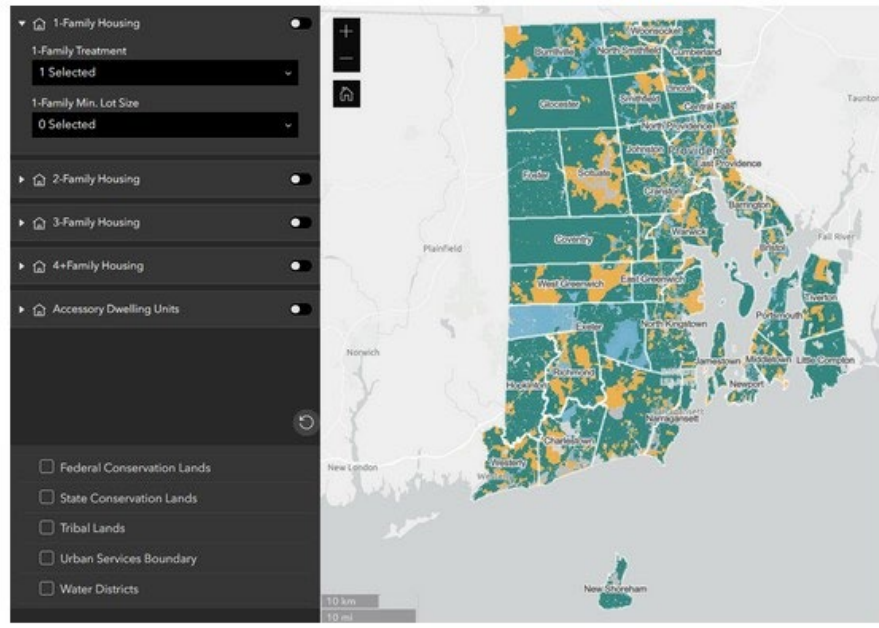 1-Family Housing
1-Family Treatment
1 Selected
1-Family Min. Lot Size
0 Selected
2-Family Housing
3-Family Housing
4+Family Housing
Accessory Dwelling Units
Federal Conservation Lands
State Conservation Lands
Tribal Lands
Urban Services Boundary
Water Districts
+
−
Woonsocket
Burrillville
North Smithfield
Cumberland
Glocester
Smithfield
Lincoln
Central Falls
Taunton
North Providence
Johnston
Providence
East Providence
Foster
Scituate
Cranston
Barrington
Coventry
Warwick
Bristol
Fall River
Plainfield
West Greenwich
East Greenwich
Tiverton
Exeter
North Kingstown
Portsmouth
Norwich
Jamestown
Middletown
Little Compton
Richmond
Hopkinton
Newport
Narragansett
Charlestown
New London
Westerly
New Shoreham
10 km
10 mi